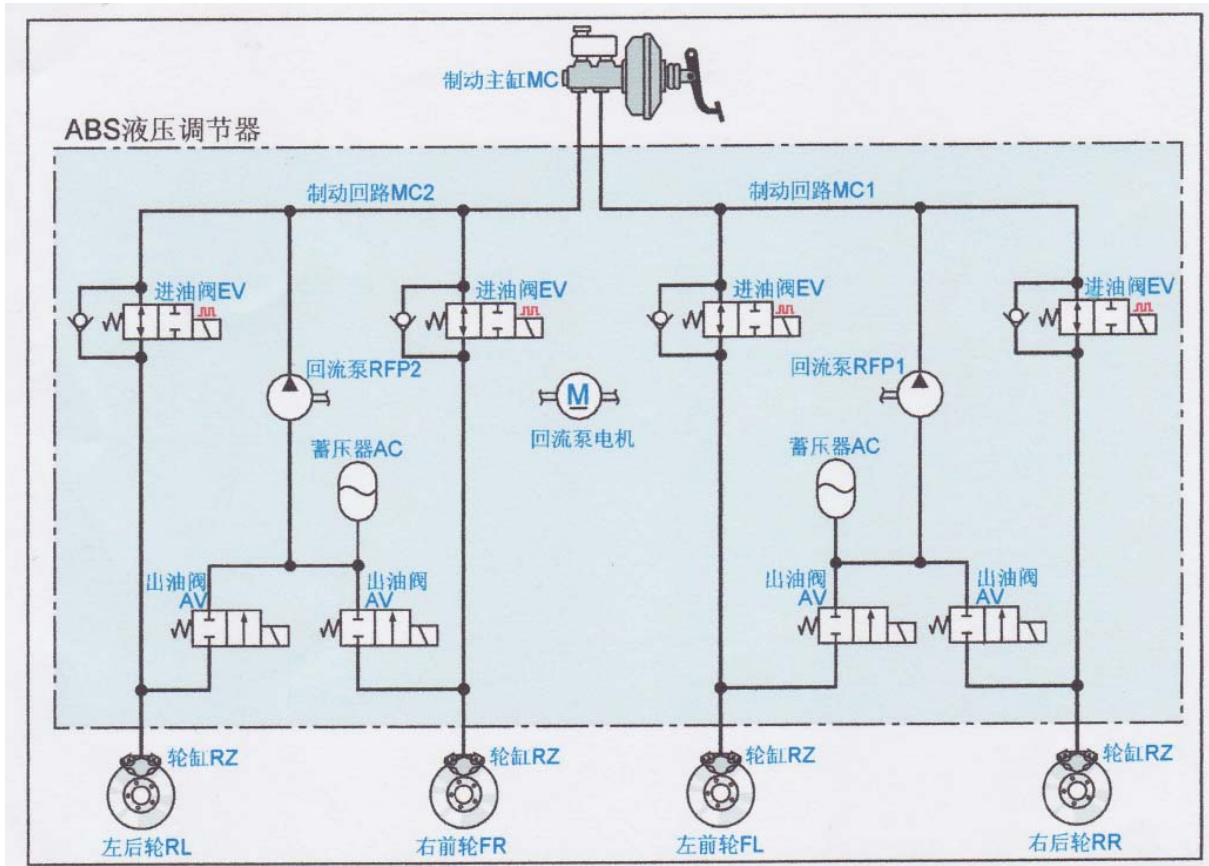 制动主缸MC
ABS液压调节器
制动回路MC2
制动回路MC1
进油阀EV
进油阀EV
进油阀EV
进油阀EV
回流泵RFP2
M
回流泵电机
回流泵RFP1
蓄压器AC
蓄压器AC
出油阀
AV
出油阀
AV
出油阀
AV
出油阀
AV
轮缸RZ
轮缸RZ
轮缸RZ
轮缸RZ
左后轮RL
右前轮FR
左前轮FL
右后轮RR